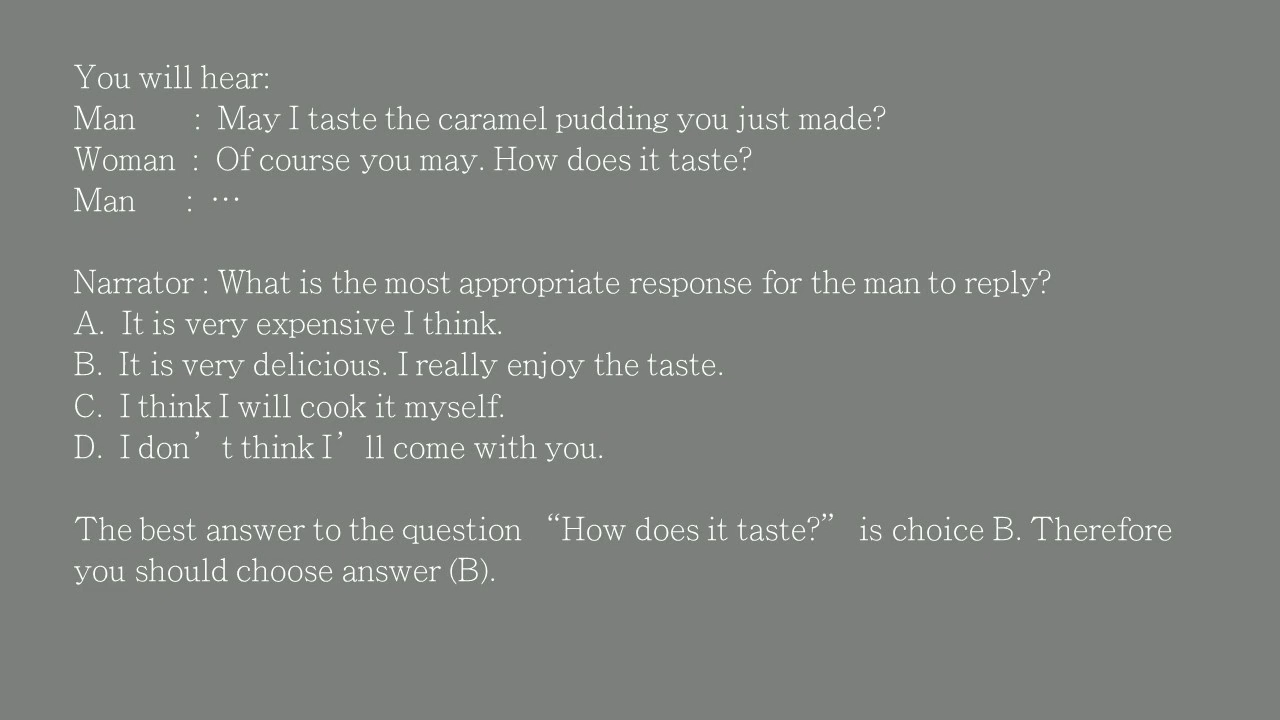 You will hear:
Man : May I taste the caramel pudding you just made?
Woman : Of course you may. How does it taste?
Man : …
Narrator : What is the most appropriate response for the man to reply?
A. It is very expensive I think.
B. It is very delicious. I really enjoy the taste.
C. I think I will cook it myself.
D. I don’t think I’ll come with you.
The best answer to the question “How does it taste?” is choice B. Therefore
you should choose answer (B).